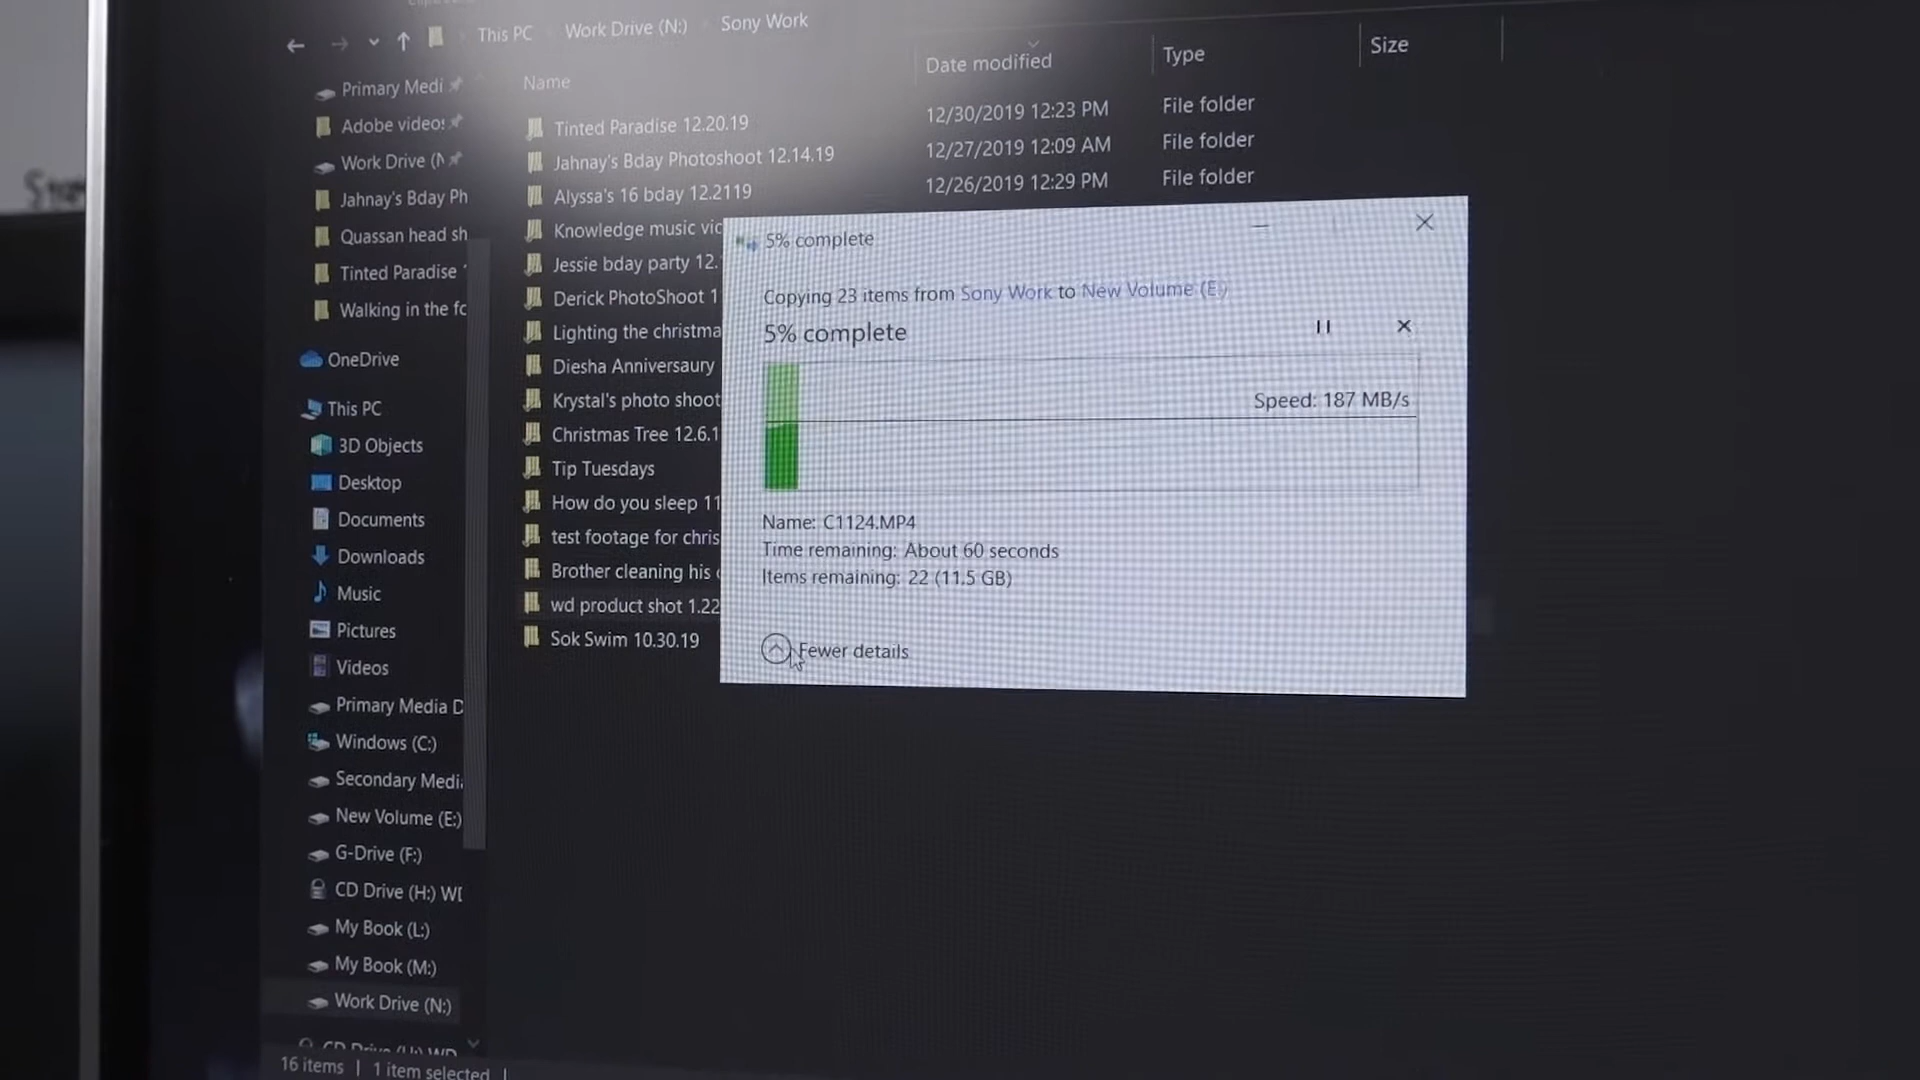 This PC Work Drive (N:) Sony Work
Name Date modified Type Size
Primary Medi
Adobe videos
Work Drive (N
Jahnay's Bday Ph
Quassan head sh
Tinted Paradise
Walking in the fo
OneDrive
This PC
3D Objects
Desktop
Documents
Downloads
Music
Pictures
Videos
Primary Media D
Windows (C:)
Secondary Media
New Volume (E:)
G-Drive (F:)
CD Drive (H:) WD
My Book (L:)
My Book (M:)
Work Drive (N:)
CD Drive (H:) WD
Tinted Paradise 12.20.19 12/30/2019 12:23 PM File folder
Jahnay's Bday Photoshoot 12.14.19 12/27/2019 12:09 AM File folder
Alyssa's 16 bday 12.2119 12/26/2019 12:29 PM File folder
Knowledge music vic
Jessie bday party 12.
Derick PhotoShoot 1
Lighting the christma
Diesha Anniversaury
Krystal's photo shoot
Christmas Tree 12.6.1
Tip Tuesdays
How do you sleep 11
test footage for chris
Brother cleaning his
wd product shot 1.22
Sok Swim 10.30.19
5% complete
Copying 23 items from Sony Work to New Volume (E:)
5% complete
Speed: 187 MB/s
Name: C1124.MP4
Time remaining: About 60 seconds
Items remaining: 22 (11.5 GB)
Fewer details
16 items 1 item selected